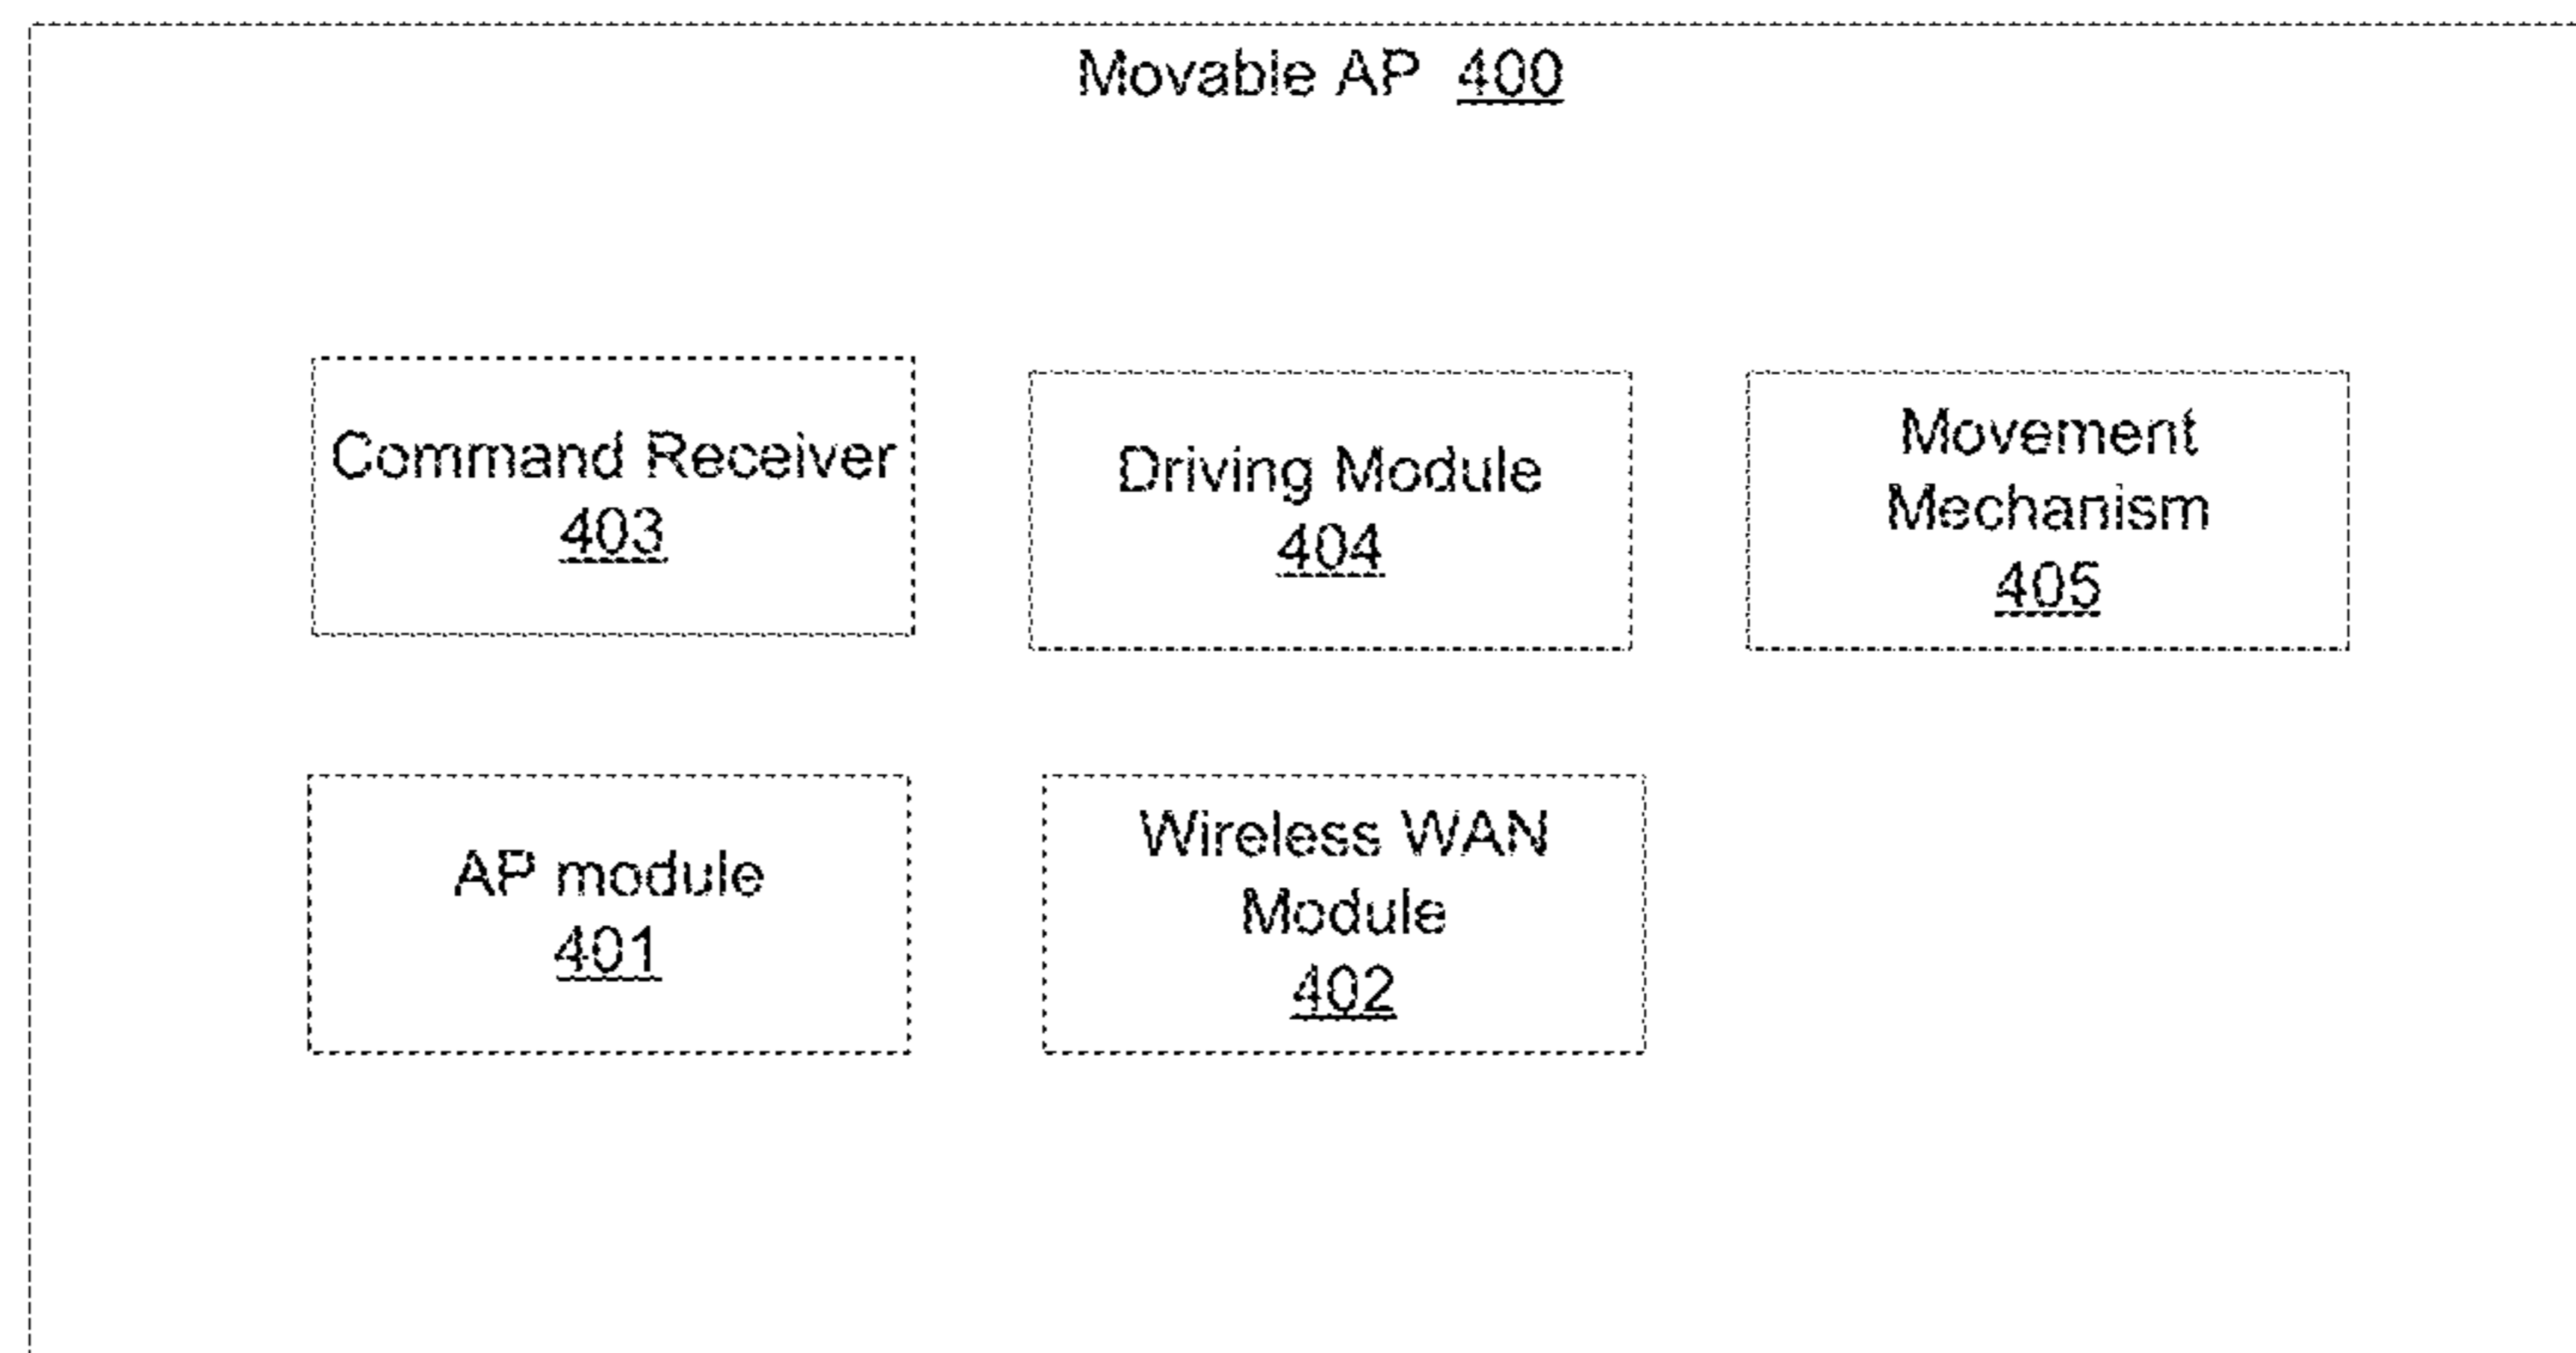 Movable AP 400
Command Receiver
403
Driving Module
404
Movement
Mechanism
405
AP module
401
Wireless WAN
Module
402